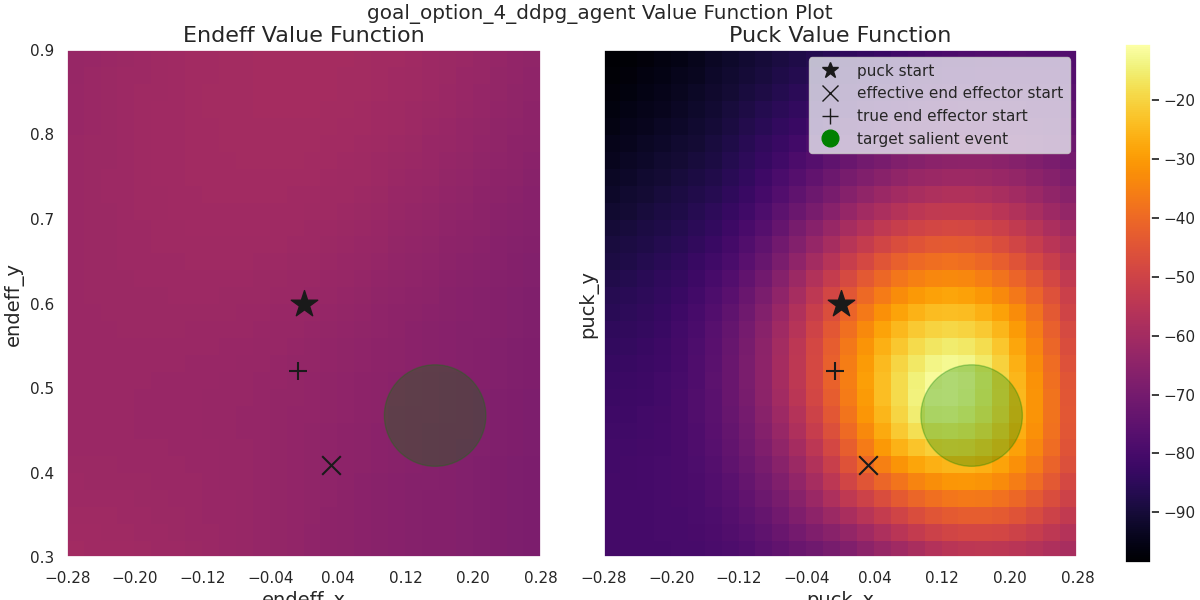 goal_option_4_ddpg_agent Value Function Plot
Endeff Value Function
Puck Value Function
0.9
0.8
0.7
0.6
0.5
0.4
0.3
endeff_y
−0.28 −0.20 −0.12 −0.04 0.04 0.12 0.20 0.28
endeff_x
puck start
effective end effector start
true end effector start
target salient event
puck_y
−0.28 −0.20 −0.12 −0.04 0.04 0.12 0.20 0.28
puck_x
−20
−30
−40
−50
−60
−70
−80
−90